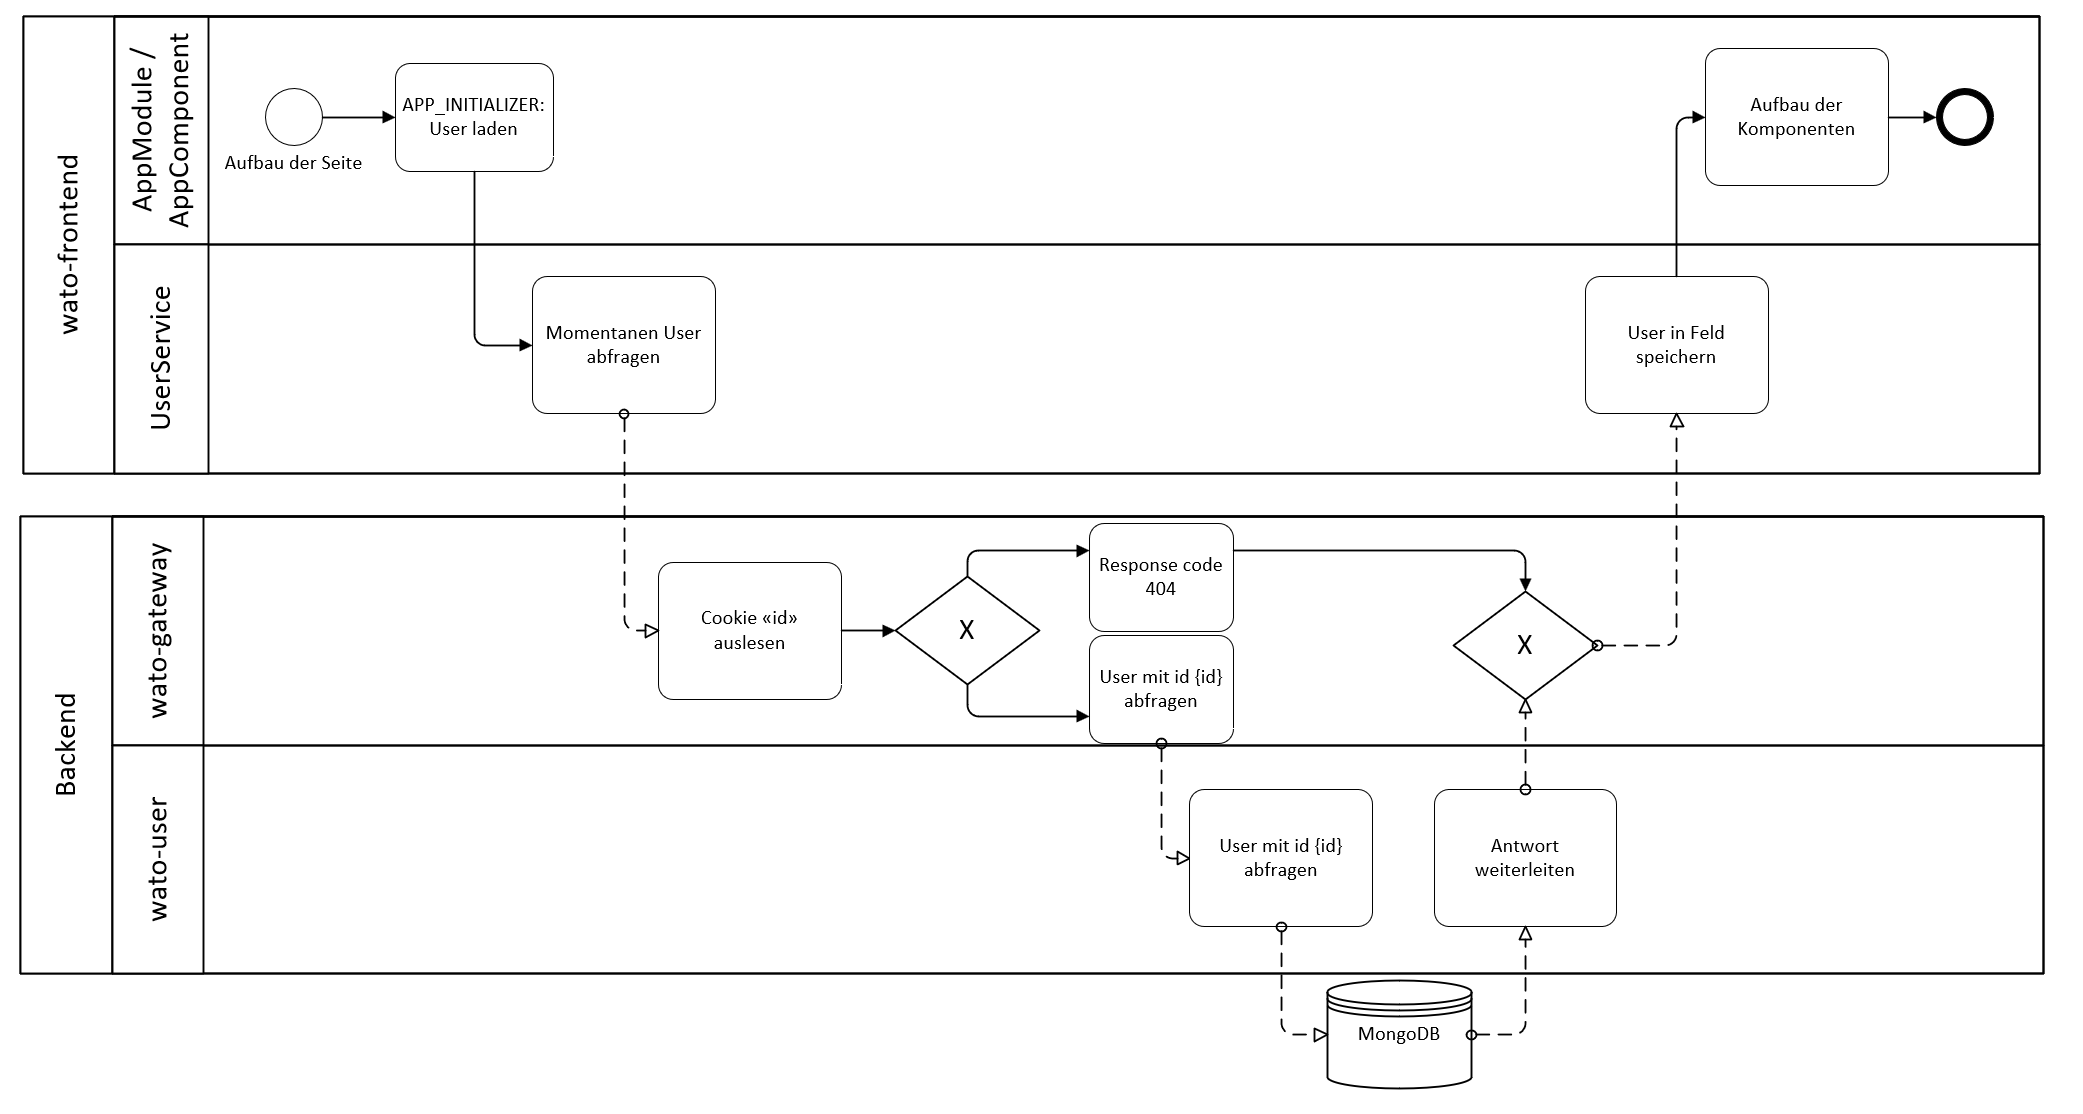 wato-frontend
AppModule /
AppComponent
Aufbau der Seite
APP_INITIALIZER:
User laden
Aufbau der
Komponenten
UserService
Momentanen User
abfragen
User in Feld
speichern
Backend
wato-gateway
Cookie «id»
auslesen
X
Response code
404
User mit id {id}
abfragen
X
wato-user
User mit id {id}
abfragen
Antwort
weiterleiten
MongoDB